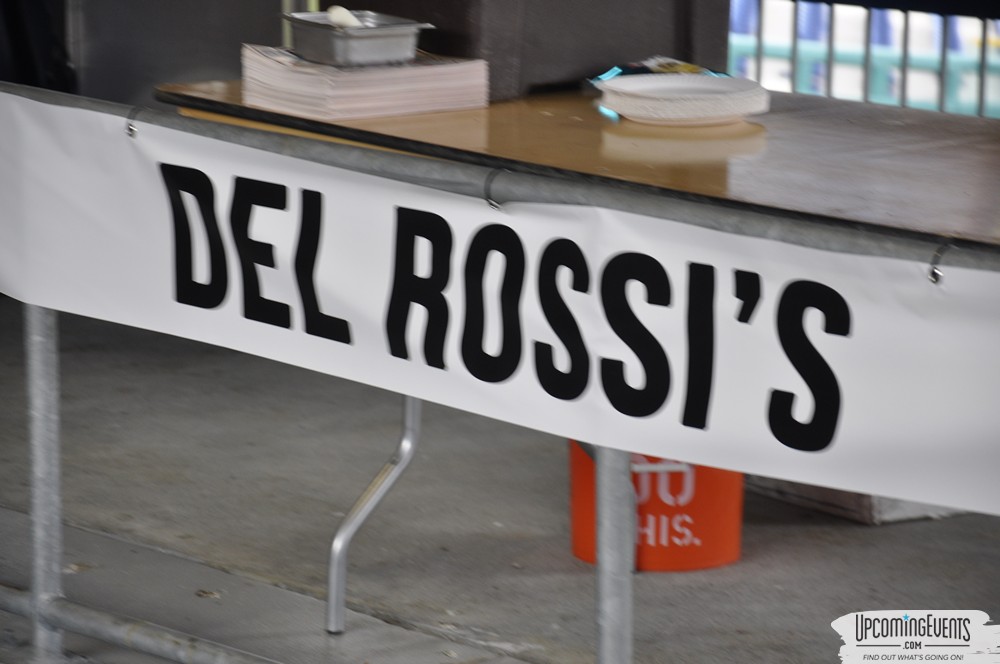 DEL ROSSI'S
HIS.
UPCOMINGEVENTS
.COM
FIND OUT WHAT'S GOING ON!